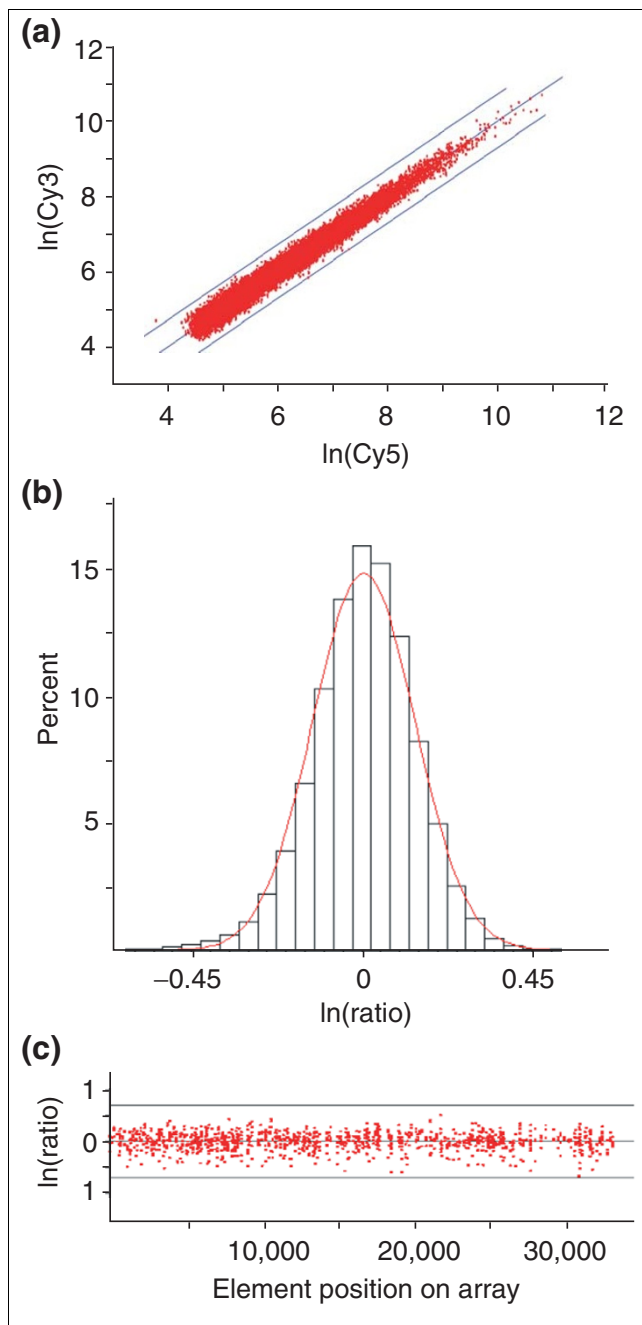 (a)
12
10
8
6
4
ln(Cy3)
4 6 8 10 12
ln(Cy5)
(b)
15
10
5
Percent
−0.45 0 0.45
ln(ratio)
(c)
1
0
1
ln(ratio)
10,000 20,000 30,000
Element position on array